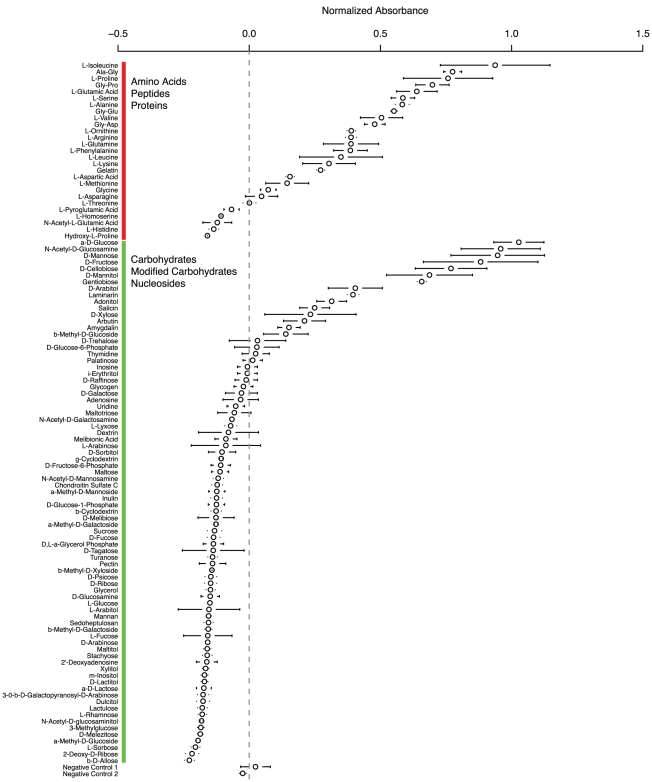 Normalized Absorbance
−0.5 0.0 0.5 1.0 1.5
L-Isoleucine
Ala-Gly
L-Proline
Gly-Pro
L-Glutamic Acid
L-Serine
L-Alanine
Gly-Glu
L-Valine
Gly-Asp
L-Ornithine
L-Arginine
L-Glutamine
L-Phenylalanine
L-Leucine
L-Lysine
Gelatin
L-Aspartic Acid
L-Methionine
Glycine
L-Asparagine
L-Threonine
L-Pyroglutamic Acid
L-Homoserine
N-Acetyl-L-Glutamic Acid
L-Histidine
Hydroxy-L-Proline
Amino Acids
Peptides
Proteins
a-D-Glucose
N-Acetyl-D-Glucosamine
D-Mannose
D-Fructose
D-Cellobiose
D-Mannitol
Gentiobiose
D-Arabitol
Laminarin
Adonitol
Salicin
D-Xylose
Arbutin
Amygdalin
b-Methyl-D-Glucoside
D-Trehalose
D-Glucose-6-Phosphate
Thymidine
Palatinose
Inosine
i-Erythritol
D-Raffinose
Glycogen
D-Galactose
Adenosine
Uridine
Maltotriose
N-Acetyl-D-Galactosamine
L-Lyxose
Dextrin
Melibionic Acid
L-Arabinose
D-Sorbitol
g-Cyclodextrin
D-Fructose-6-Phosphate
Maltose
N-Acetyl-D-Mannosamine
Chondroitin Sulfate C
a-Methyl-D-Mannoside
Inulin
D-Glucose-1-Phosphate
b-Cyclodextrin
D-Melibiose
a-Methyl-D-Galactoside
Sucrose
D-Fucose
D,L-a-Glycerol Phosphate
D-Tagatose
Turanose
Pectin
b-Methyl-D-Xyloside
D-Psicose
D-Ribose
Glycerol
D-Glucosamine
L-Glucose
L-Arabitol
Mannan
Sedoheptulosan
b-Methyl-D-Galactoside
L-Fucose
D-Arabinose
Maltitol
Stachyose
2'-Deoxyadenosine
Xylitol
m-Inositol
D-Lactitol
a-D-Lactose
3-0-b-D-Galactopyranosyl-D-Arabinose
Dulcitol
Lactulose
L-Rhamnose
N-Acetyl-D-glucosaminitol
3-Methylglucose
D-Melezitose
a-Methyl-D-Glucoside
L-Sorbose
2-Deoxy-D-Ribose
b-D-Allose
Carbohydrates
Modified Carbohydrates
Nucleosides
Negative Control 1
Negative Control 2